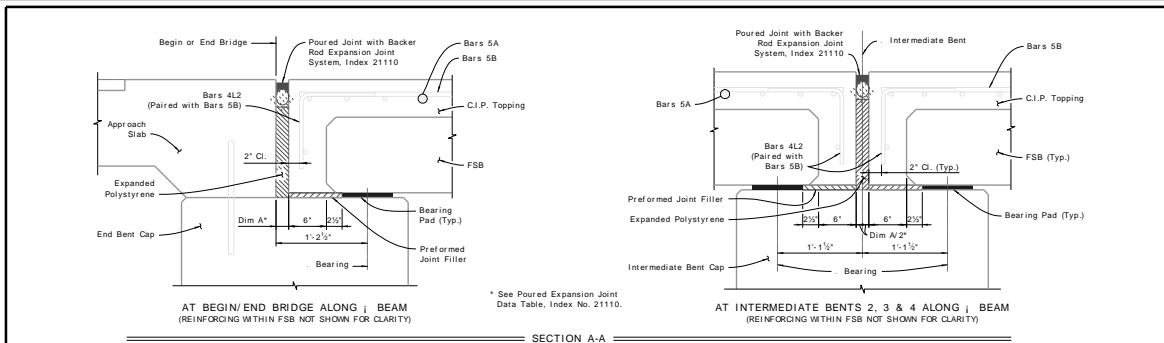 Begin or End Bridge
Poured Joint with Backer
Rod Expansion Joint
System, Index 21110
Bars 5A
Bars 5B
Bars 4L2
(Paired with Bars 5B)
C.I.P. Topping
Approach
Slab
2" Cl.
FSB
Expanded
Polystyrene
Dim A*
6"
2½"
Bearing
Pad (Typ.)
End Bent Cap
1'-2½"
Preformed
Joint Filler
Bearing
AT BEGIN/END BRIDGE ALONG ¡ BEAM
(REINFORCING WITHIN FSB NOT SHOWN FOR CLARITY)
* See Poured Expansion Joint
Data Table, Index No. 21110.
Poured Joint with Backer
Rod Expansion Joint
System, Index 21110
Intermediate Bent
Bars 5B
Bars 5A
C.I.P. Topping
Bars 4L2
(Paired with
Bars 5B)
FSB (Typ.)
2" Cl. (Typ.)
Preformed Joint Filler
Expanded Polystyrene
Bearing Pad (Typ.)
2½"
6"
6"
2½"
Dim A/2*
1'-1½"
1'-1½"
Intermediate Bent Cap
Bearing
AT INTERMEDIATE BENTS 2, 3 & 4 ALONG ¡ BEAM
(REINFORCING WITHIN FSB NOT SHOWN FOR CLARITY)
SECTION A-A